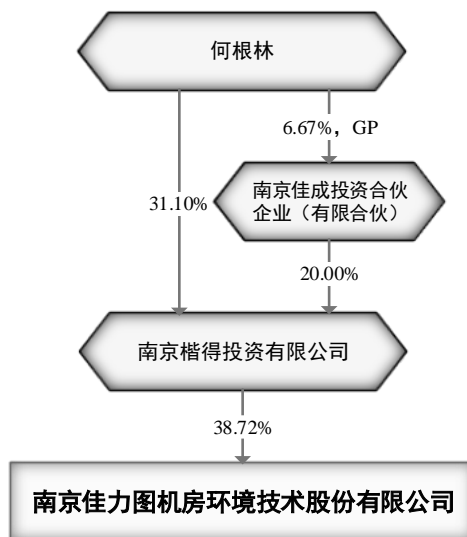 何根林
6.67%，GP
南京佳成投资合伙
企业（有限合伙）
31.10%
20.00%
南京楷得投资有限公司
38.72%
南京佳力图机房环境技术股份有限公司